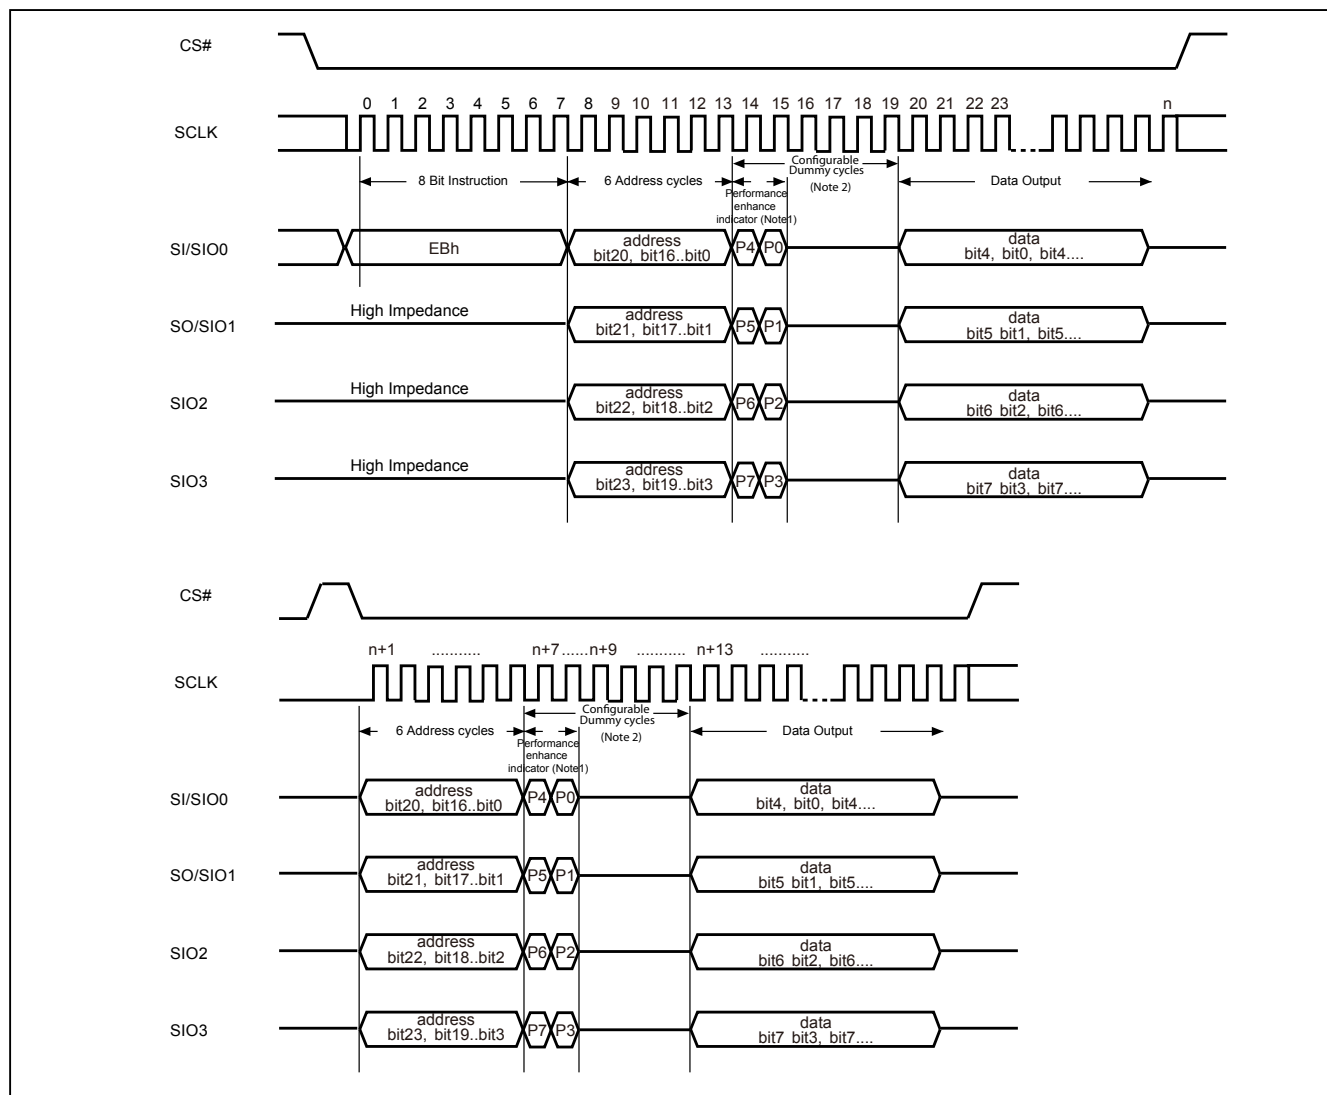 CS#
0 1 2 3 4 5 6 7 8 9 10 11 12 13 14 15 16 17 18 19 20 21 22 23 n
SCLK
8 Bit Instruction
6 Address cycles
Configurable
Dummy cycles
(Note 2)
Data Output
Performance
enhance
indicator (Note1)
SI/SIO0
EBh
address
bit20, bit16..bit0
P4 P0
data
bit4, bit0, bit4....
SO/SIO1
High Impedance
address
bit21, bit17..bit1
P5 P1
data
bit5 bit1, bit5....
SIO2
High Impedance
address
bit22, bit18..bit2
P6 P2
data
bit6 bit2, bit6....
SIO3
High Impedance
address
bit23, bit19..bit3
P7 P3
data
bit7 bit3, bit7....
CS#
n+1 ........... n+7......n+9 ........... n+13 ...........
SCLK
6 Address cycles
Configurable
Dummy cycles
(Note 2)
Data Output
Performance
enhance
indicator (Note1)
SI/SIO0
address
bit20, bit16..bit0
P4 P0
data
bit4, bit0, bit4....
SO/SIO1
address
bit21, bit17..bit1
P5 P1
data
bit5 bit1, bit5....
SIO2
address
bit22, bit18..bit2
P6 P2
data
bit6 bit2, bit6....
SIO3
address
bit23, bit19..bit3
P7 P3
data
bit7 bit3, bit7....